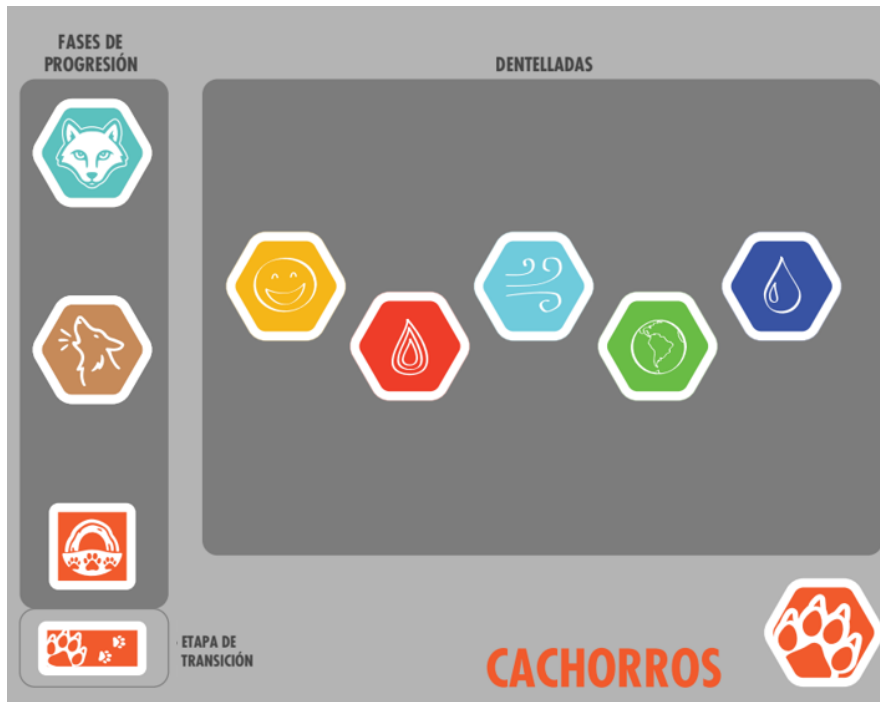 FASES DE
PROGRESIÓN
DENTELLADAS
ETAPA DE
TRANSICIÓN
CACHORROS